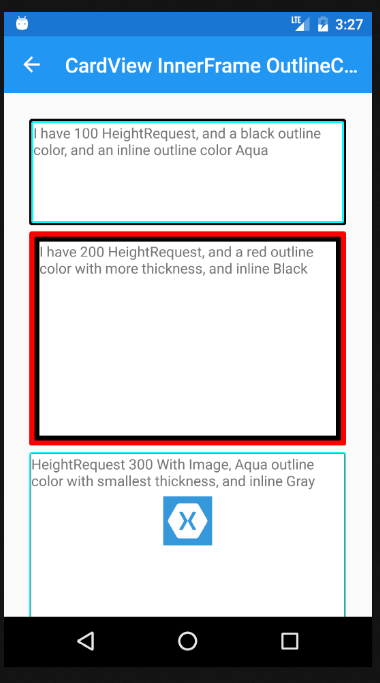 LTE 3:27
CardView InnerFrame OutlineC...
I have 100 HeightRequest, and a black outline
color, and an inline outline color Aqua
I have 200 HeightRequest, and a red outline
color with more thickness, and inline Black
HeightRequest 300 With Image, Aqua outline
color with smallest thickness, and inline Gray